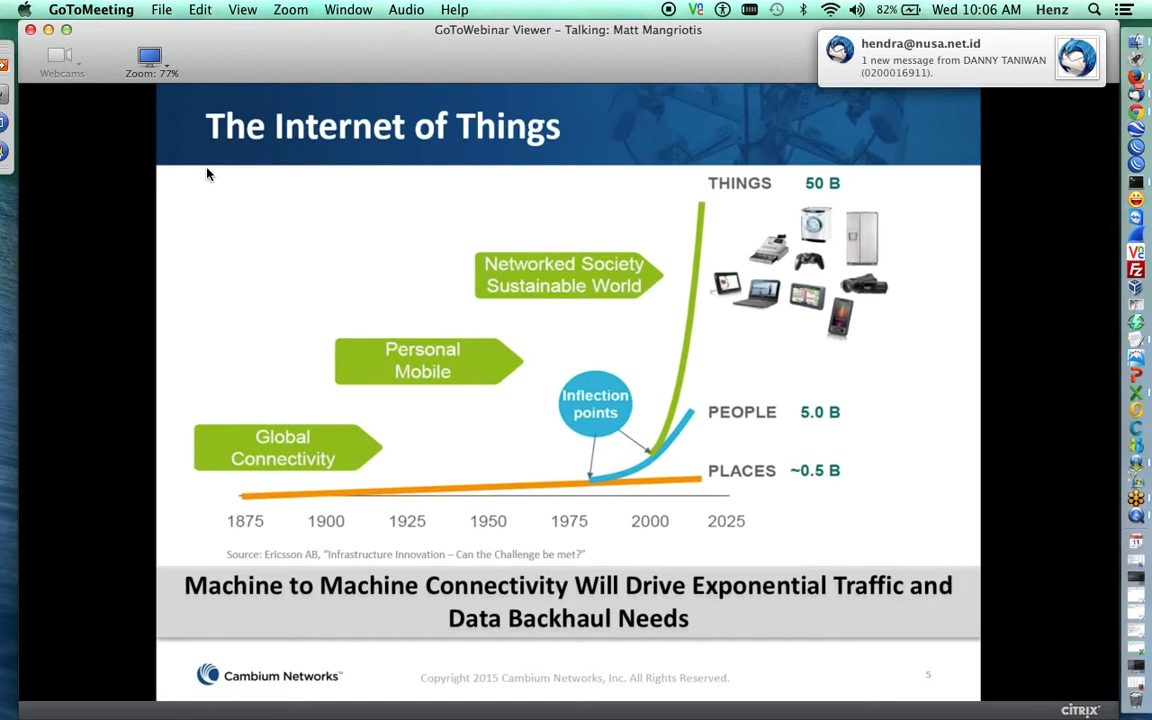 GoToMeeting File Edit View Zoom Window Audio Help 82% Wed 10:06 AM Henz
GoToWebinar Viewer - Talking: Matt Mangriotis
Webcams
Zoom: 77%
hendra@nusa.net.id
1 new message from DANNY TANIWAN
(0200016911).
The Internet of Things
THINGS 50 B
Networked Society
Sustainable World
Personal
Mobile
Inflection
points
PEOPLE 5.0 B
Global
Connectivity
PLACES ~0.5 B
1875 1900 1925 1950 1975 2000 2025
Source: Ericsson AB, “Infrastructure Innovation – Can the Challenge be met?”
Machine to Machine Connectivity Will Drive Exponential Traffic and
Data Backhaul Needs
Cambium Networks™
Copyright 2015 Cambium Networks, Inc. All Rights Reserved.
5
CITRIX